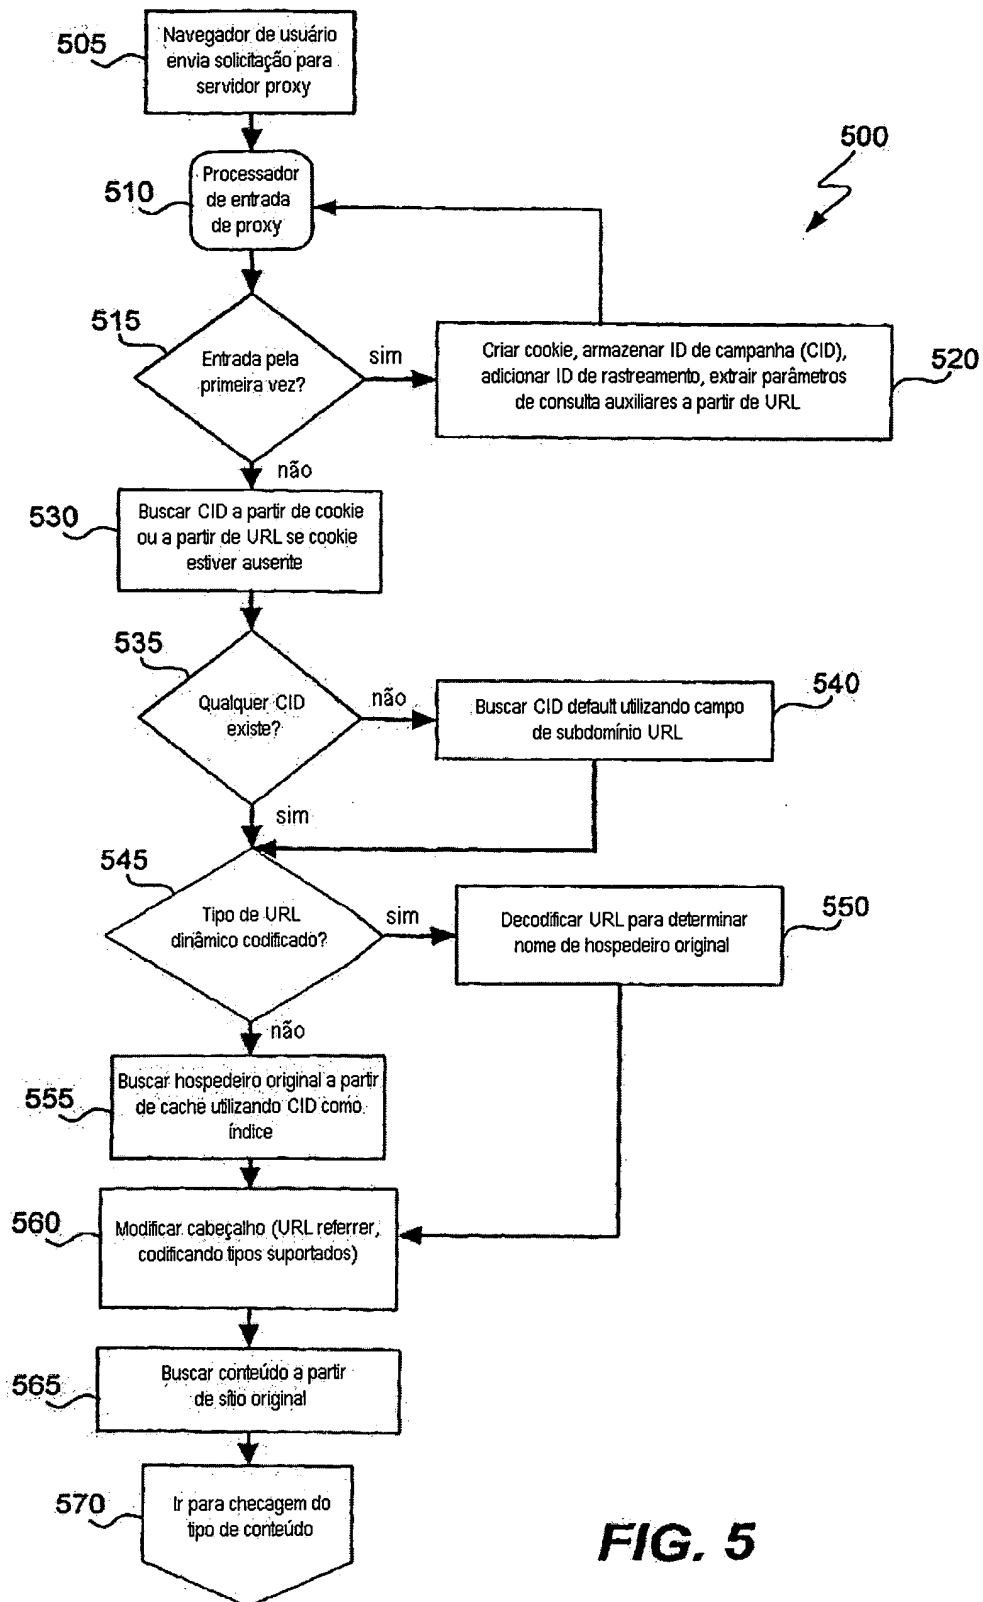 505
Navegador de usuário
envia solicitação para
servidor proxy
500
510
Processador
de entrada
de proxy
515
Entrada pela
primeira vez?
sim
Criar cookie, armazenar ID de campanha (CID),
adicionar ID de rastreamento, extrair parâmetros
de consulta auxiliares a partir de URL
520
não
530
Buscar CID a partir de cookie
ou a partir de URL se cookie
estiver ausente
535
Qualquer CID
existe?
não
Buscar CID default utilizando campo
de subdomínio URL
540
sim
545
Tipo de URL
dinâmico codificado?
sim
Decodificar URL para determinar
nome de hospedeiro original
550
não
555
Buscar hospedeiro original a partir
de cache utilizando CID como
índice
560
Modificar cabeçalho (URL referrer,
codificando tipos suportados)
565
Buscar conteúdo a partir
de sítio original
570
Ir para checagem do
tipo de conteúdo
FIG. 5